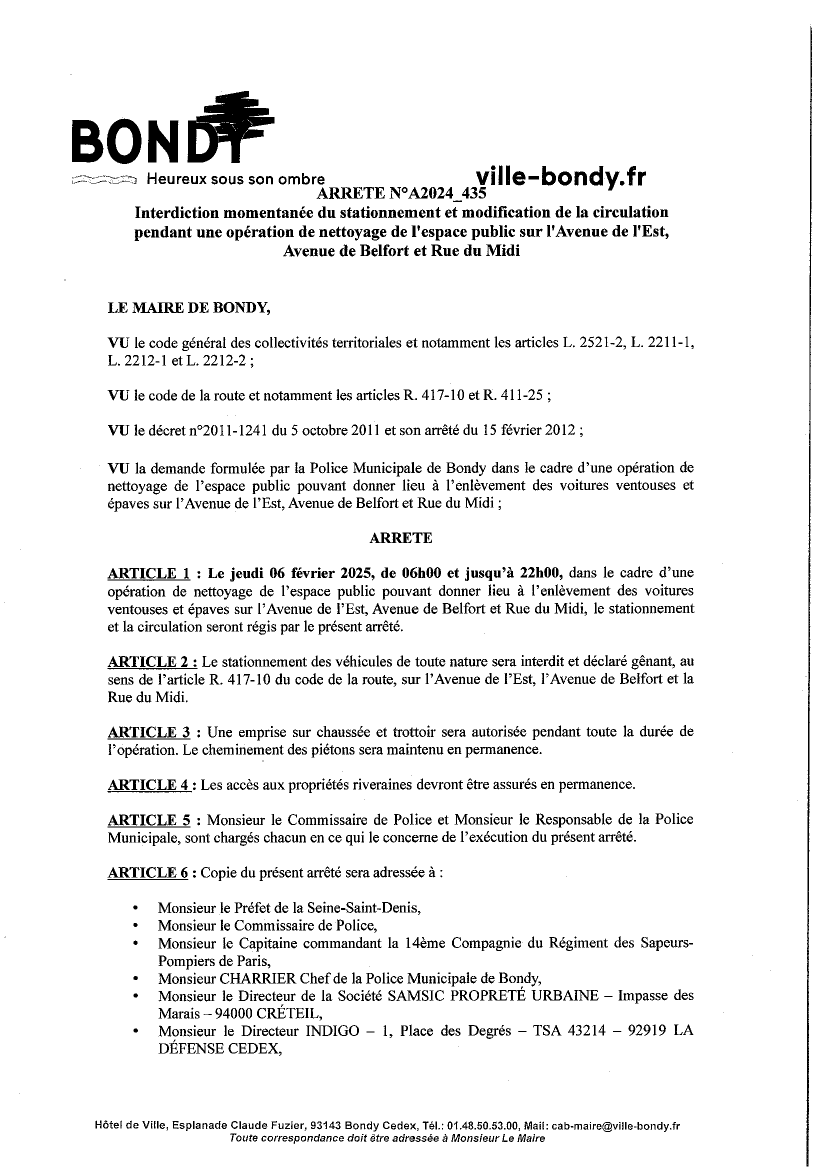 BONDY
Heureux sous son ombre
ville-bondy.fr
ARRETE N°A2024_435
Interdiction momentanée du stationnement et modification de la circulation
pendant une opération de nettoyage de l'espace public sur l'Avenue de l'Est,
Avenue de Belfort et Rue du Midi
LE MAIRE DE BONDY,
VU le code général des collectivités territoriales et notamment les articles L. 2521-2, L. 2211-1,
L. 2212-1 et L. 2212-2 ;
VU le code de la route et notamment les articles R. 417-10 et R. 411-25 ;
VU le décret n°2011-1241 du 5 octobre 2011 et son arrêté du 15 février 2012 ;
VU la demande formulée par la Police Municipale de Bondy dans le cadre d'une opération de
nettoyage de l'espace public pouvant donner lieu à l'enlèvement des voitures ventouses et
épaves sur l'Avenue de l'Est, Avenue de Belfort et Rue du Midi ;
ARRETE
ARTICLE 1 : Le jeudi 06 février 2025, de 06h00 et jusqu'à 22h00, dans le cadre d'une
opération de nettoyage de l'espace public pouvant donner lieu à l'enlèvement des voitures
ventouses et épaves sur l'Avenue de l'Est, Avenue de Belfort et Rue du Midi, le stationnement
et la circulation seront régis par le présent arrêté.
ARTICLE 2 : Le stationnement des véhicules de toute nature sera interdit et déclaré gênant, au
sens de l'article R. 417-10 du code de la route, sur l'Avenue de l'Est, l'Avenue de Belfort et la
Rue du Midi.
ARTICLE 3 : Une emprise sur chaussée et trottoir sera autorisée pendant toute la durée de
l'opération. Le cheminement des piétons sera maintenu en permanence.
ARTICLE 4 : Les accès aux propriétés riveraines devront être assurés en permanence.
ARTICLE 5 : Monsieur le Commissaire de Police et Monsieur le Responsable de la Police
Municipale, sont chargés chacun en ce qui le concerne de l'exécution du présent arrêté.
ARTICLE 6 : Copie du présent arrêté sera adressée à :
• Monsieur le Préfet de la Seine-Saint-Denis,
• Monsieur le Commissaire de Police,
• Monsieur le Capitaine commandant la 14ème Compagnie du Régiment des Sapeurs-
Pompiers de Paris,
• Monsieur CHARRIER Chef de la Police Municipale de Bondy,
• Monsieur le Directeur de la Société SAMSIC PROPRETÉ URBAINE – Impasse des
Marais – 94000 CRÉTEIL,
• Monsieur le Directeur INDIGO – 1, Place des Degrés – TSA 43214 – 92919 LA
DÉFENSE CEDEX,
Hôtel de Ville, Esplanade Claude Fuzier, 93143 Bondy Cedex, Tél.: 01.48.50.53.00, Mail: cab-maire@ville-bondy.fr
Toute correspondance doit être adressée à Monsieur Le Maire